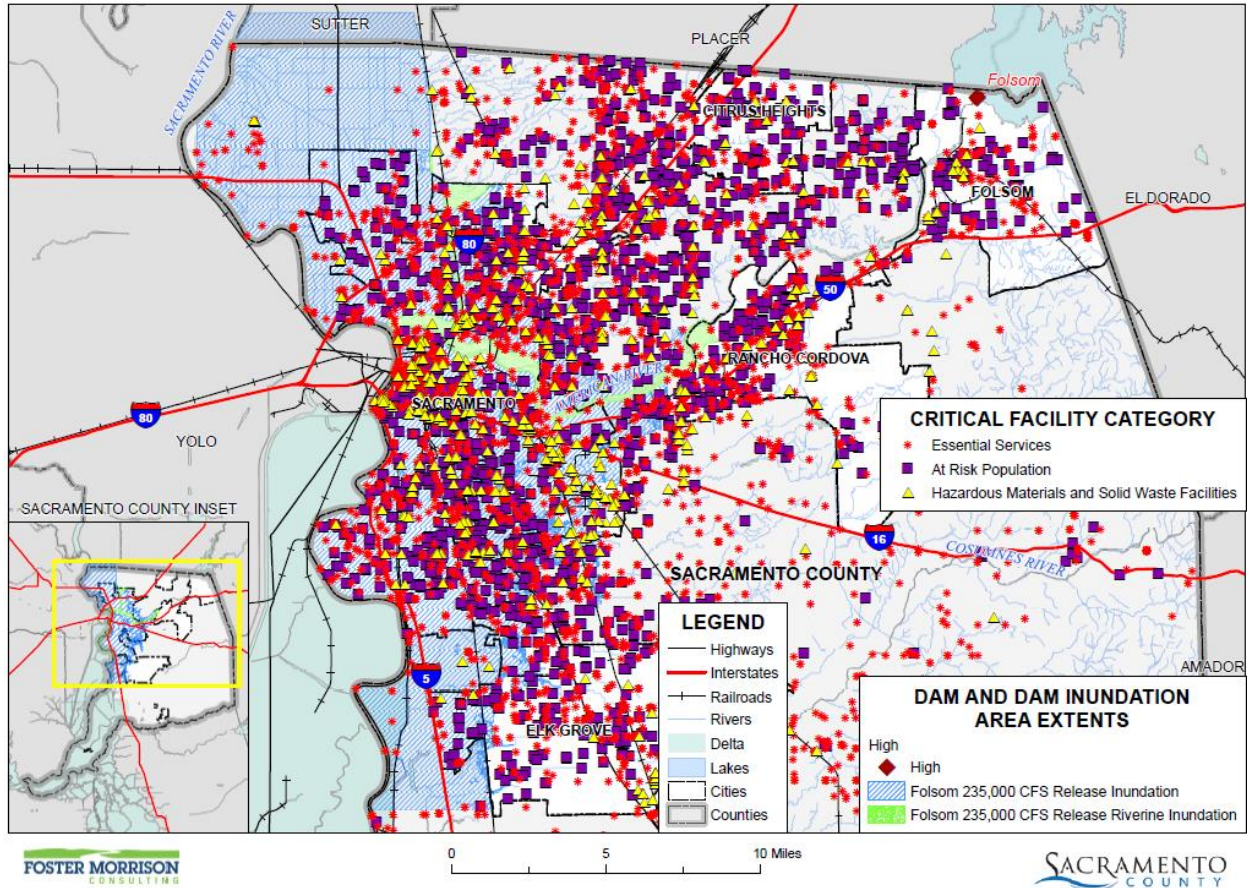 SUTTER
PLACER
SACRAMENTO RIVER
Folsom
CITRUS HEIGHTS
FOLSOM
EL DORADO
80
50
RANCHO CORDOVA
AMERICAN RIVER
SACRAMENTO
80
YOLO
CRITICAL FACILITY CATEGORY
Essential Services
At Risk Population
Hazardous Materials and Solid Waste Facilities
SACRAMENTO COUNTY INSET
16
COSUMNES RIVER
SACRAMENTO COUNTY
LEGEND
Highways
Interstates
Railroads
Rivers
Delta
Lakes
Cities
Counties
AMADOR
5
ELK GROVE
DAM AND DAM INUNDATION
AREA EXTENTS
High
High
Folsom 235,000 CFS Release Inundation
Folsom 235,000 CFS Release Riverine Inundation
FOSTER MORRISON
CONSULTING
0 5 10 Miles
SACRAMENTO
COUNTY